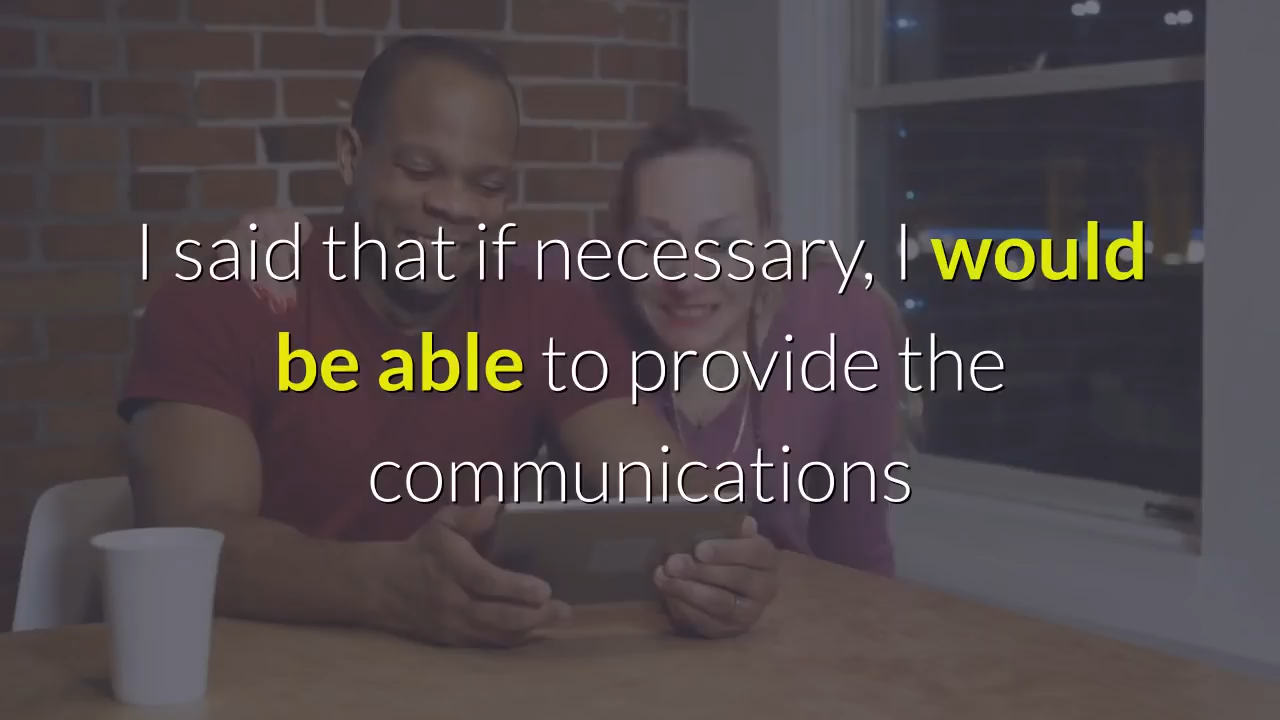 I said that if necessary, I would
be able to provide the
communications